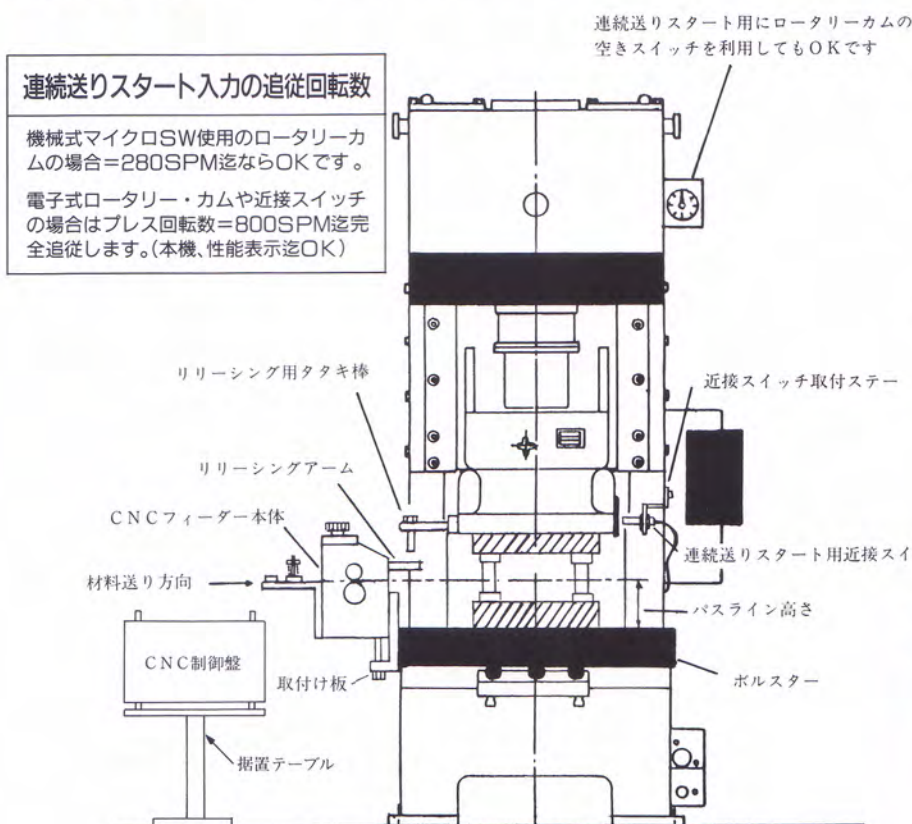 連続送りスタート用にロータリーカムの
空きスイッチを利用してもOKです
連続送りスタート入力の追従回転数
機械式マイクロSW使用のロータリーカ
ムの場合=280SPM迄ならOKです。
電子式ロータリー・カムや近接スイッチ
の場合はプレス回転数=800SPM迄完
全追従します。(本機、性能表示迄OK)
リリーシング用タタキ棒
近接スイッチ取付ステー
リリーシングアーム
CNCフィーダー本体
連続送りスタート用近接スイ
材料送り方向
パスライン高さ
CNC制御盤
取付け板
ボルスター
据置テーブル